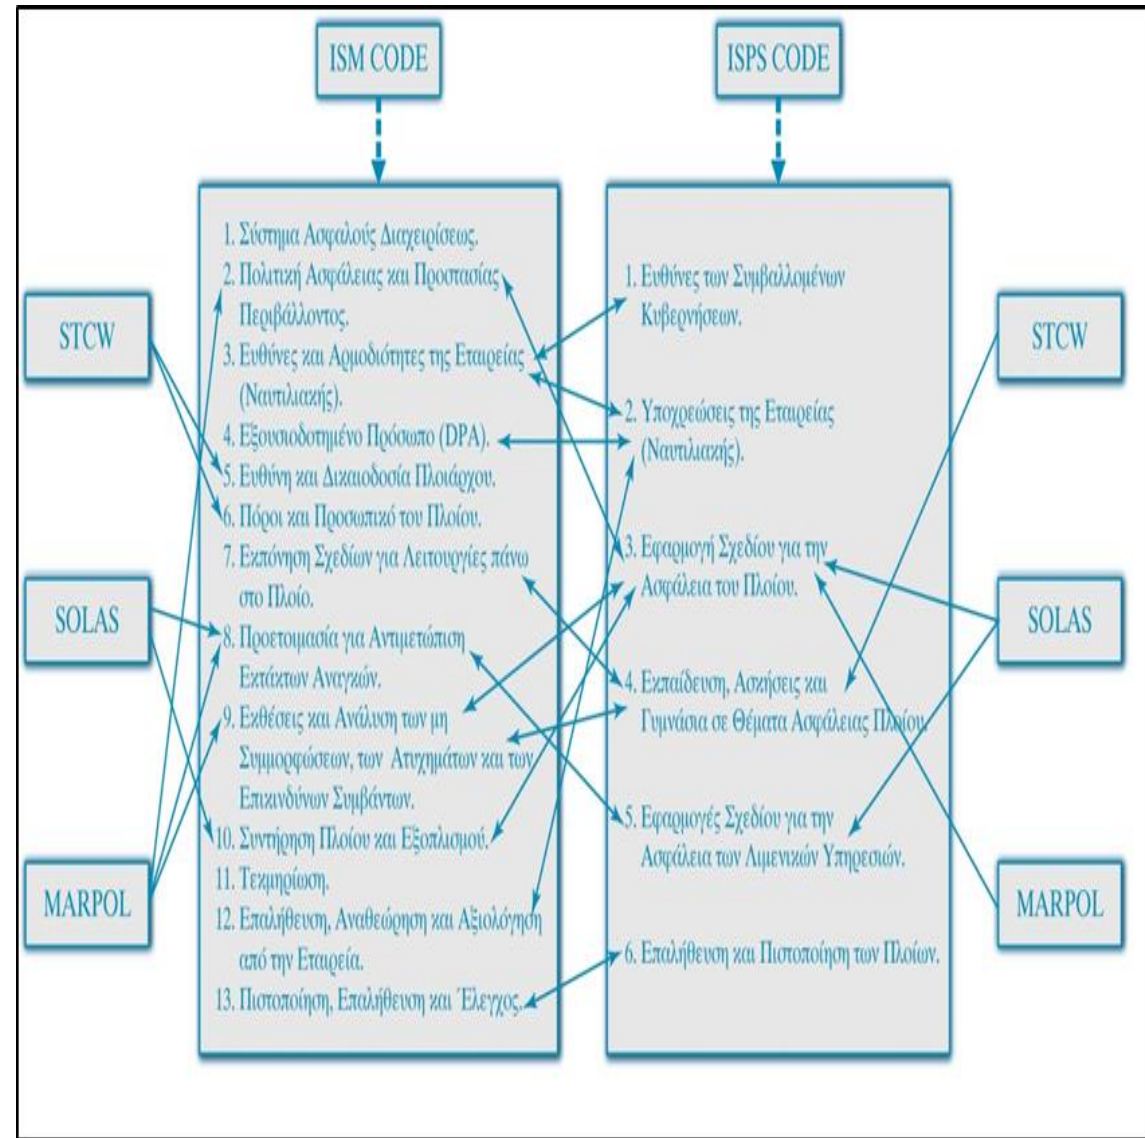 ISM CODE
ISPS CODE
STCW
SOLAS
MARPOL
1. Σύστημα Ασφαλούς Διαχειρίσεως.
2. Πολιτική Ασφάλειας και Προστασίας
Περιβάλλοντος.
3. Ευθύνες και Αρμοδιότητες της Εταιρείας
(Ναυτιλιακής).
4. Εξουσιοδοτημένο Πρόσωπο (DPA).
5. Ευθύνη και Δικαιοδοσία Πλοιάρχου.
6. Πόροι και Προσωπικό του Πλοίου.
7. Εκπόνηση Σχεδίων για Λειτουργίες πάνω
στο Πλοίο.
8. Προετοιμασία για Αντιμετώπιση
Εκτάκτων Αναγκών.
9. Εκθέσεις και Ανάλυση των μη
Συμμορφώσεων, των Ατυχημάτων και των
Επικινδύνων Συμβάντων.
10. Συντήρηση Πλοίου και Εξοπλισμού.
11. Τεκμηρίωση.
12. Επαλήθευση, Αναθεώρηση και Αξιολόγηση
από την Εταιρεία.
13. Πιστοποίηση, Επαλήθευση και Έλεγχος.
1. Ευθύνες των Συμβαλλομένων
Κυβερνήσεων.
2. Υποχρεώσεις της Εταιρείας
(Ναυτιλιακής).
3. Εφαρμογή Σχεδίου για την
Ασφάλεια του Πλοίου.
4. Εκπαίδευση, Ασκήσεις και
Γυμνάσια σε Θέματα Ασφάλειας Πλοίου.
5. Εφαρμογές Σχεδίου για την
Ασφάλεια των Λιμενικών Υπηρεσιών.
6. Επαλήθευση και Πιστοποίηση των Πλοίων.
STCW
SOLAS
MARPOL